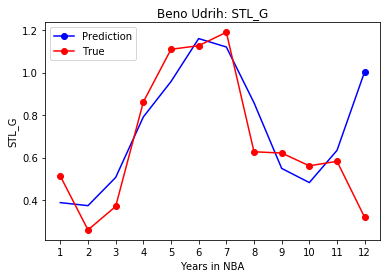 Beno Udrih: STL_G
Prediction
True
1.2
1.0
0.8
0.6
0.4
STL_G
1 2 3 4 5 6 7 8 9 10 11 12
Years in NBA